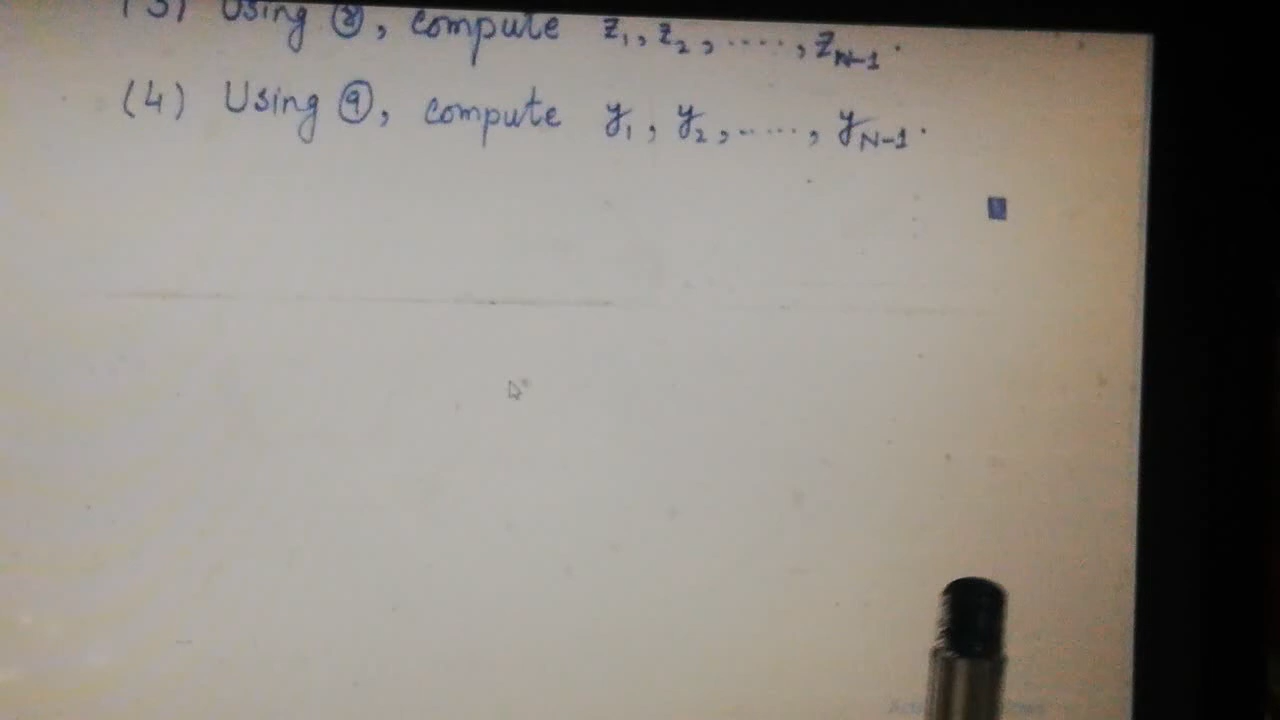 (3) Using ⑧, compute z₁, z₂, ....., z_{N-1}.
(4) Using ⑨, compute y₁, y₂, ....., y_{N-1}.